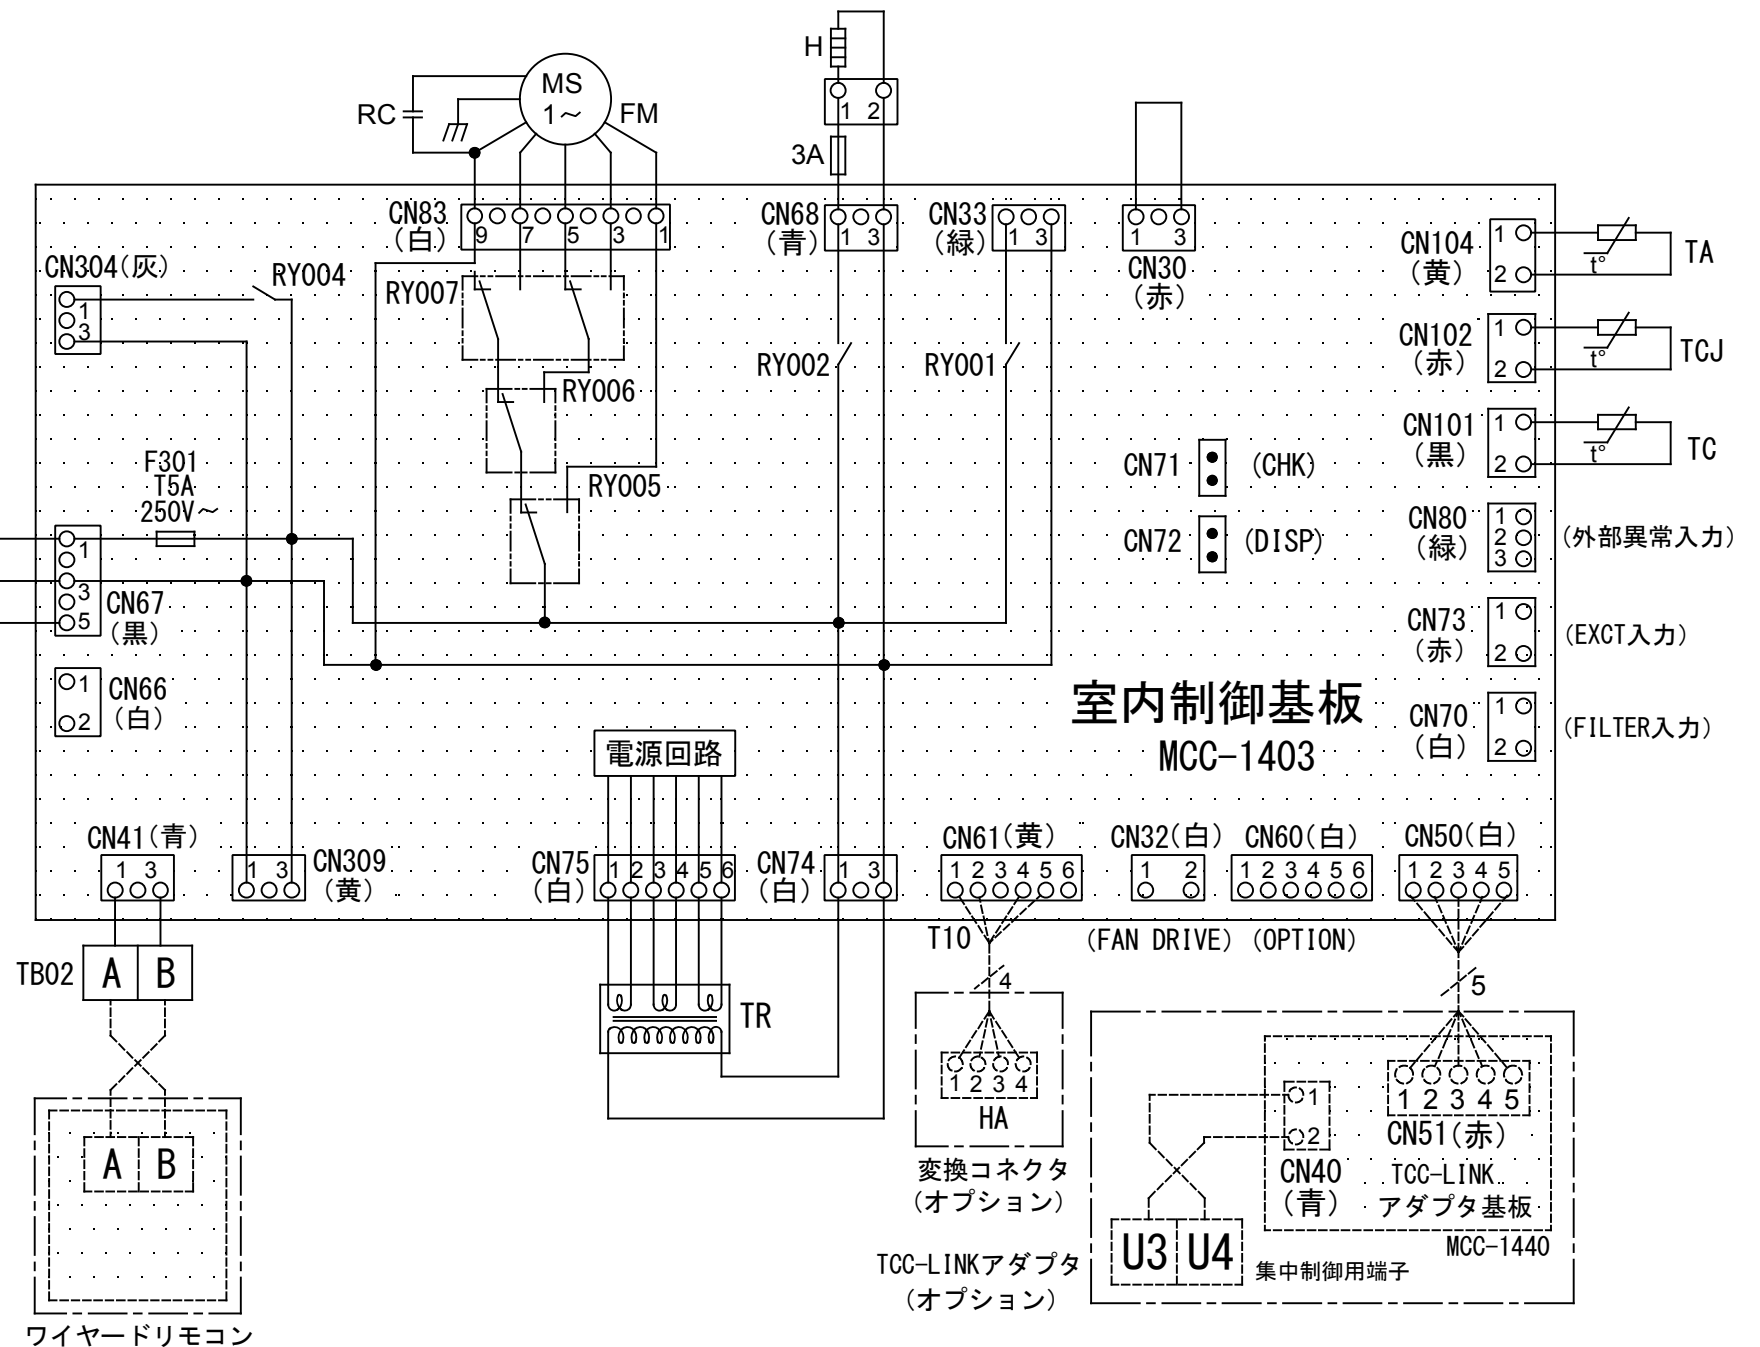 H
MS
1～
FM
RC
3A
1 2
CN83
(白)
9 7 5 3 1
CN68
(青)
1 3
CN33
(緑)
1 3
CN30
(赤)
1 3
CN304(灰)
1
3
RY004
RY007
RY006
RY005
RY002
RY001
CN104
(黄)
1
2
t°
TA
CN102
(赤)
1
2
t°
TCJ
CN101
(黒)
1
2
t°
TC
CN71 (CHK)
CN72 (DISP)
CN80
(緑)
1
2
3
(外部異常入力)
CN73
(赤)
1
2
(EXCT入力)
CN70
(白)
1
2
(FILTER入力)
F301
T5A
250V～
1
3
5
CN67
(黒)
1
2
CN66
(白)
室内制御基板
MCC-1403
電源回路
CN41(青)
1 3
CN309
(黄)
1 3
CN75
(白)
1 2 3 4 5 6
CN74
(白)
1 3
CN61(黄)
1 2 3 4 5 6
CN32(白)
1 2
CN60(白)
1 2 3 4 5 6
CN50(白)
1 2 3 4 5
T10
(FAN DRIVE)
(OPTION)
TB02
A B
TR
4
5
1 2 3 4
HA
変換コネクタ
(オプション)
1 2 3 4 5
CN51(赤)
1
2
CN40
(青)
TCC-LINK
アダプタ基板
MCC-1440
U3 U4
集中制御用端子
TCC-LINKアダプタ
(オプション)
A B
ワイヤードリモコン